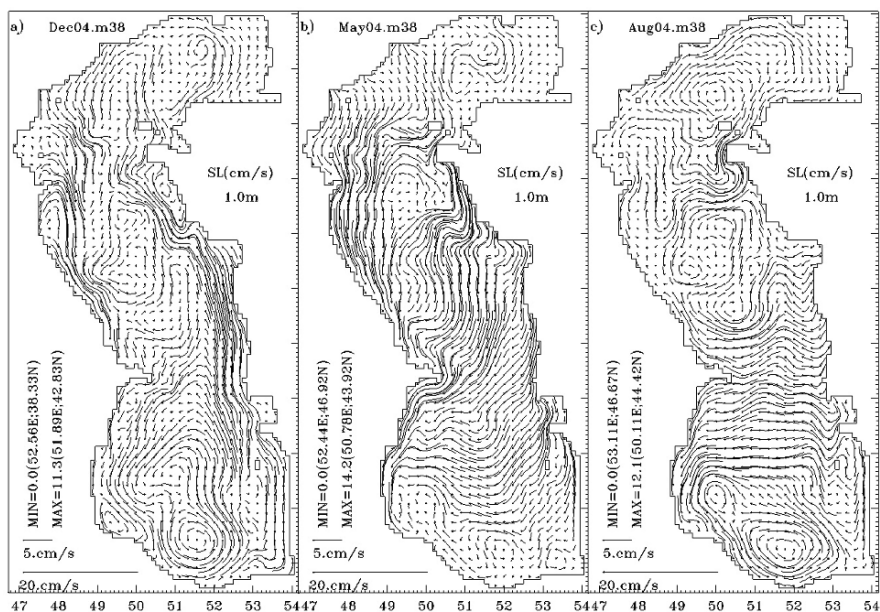 a) Dec04.m38
SL(cm/s)
1.0m
MIN=0.0(52.56E;38.33N)
MAX=11.3(51.89E;42.83N)
5.cm/s
20.cm/s
47 48 49 50 51 52 53 54
b) May04.m38
SL(cm/s)
1.0m
MIN=0.0(52.44E;46.92N)
MAX=14.2(50.78E;43.92N)
5.cm/s
20.cm/s
47 48 49 50 51 52 53 54
c) Aug04.m38
SL(cm/s)
1.0m
MIN=0.0(53.11E;46.67N)
MAX=12.1(50.11E;44.42N)
5.cm/s
20.cm/s
47 48 49 50 51 52 53 54